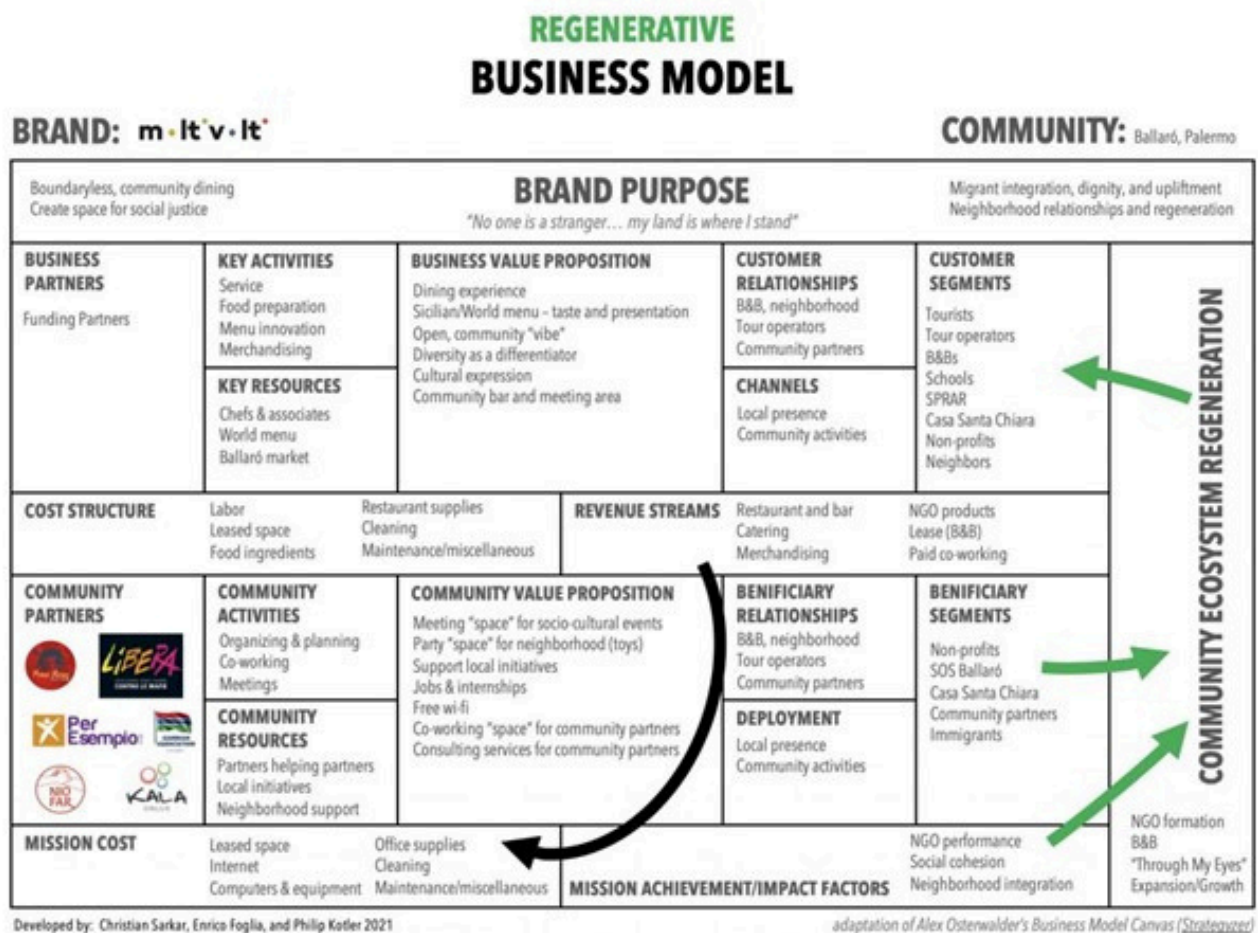 REGENERATIVE
BUSINESS MODEL
BRAND: m•lt v•lt
COMMUNITY: Ballaró, Palermo
Boundaryless, community dining
Create space for social justice
BRAND PURPOSE
"No one is a stranger... my land is where I stand"
Migrant integration, dignity, and upliftment
Neighborhood relationships and regeneration
BUSINESS
PARTNERS
Funding Partners
KEY ACTIVITIES
Service
Food preparation
Menu innovation
Merchandising
KEY RESOURCES
Chefs & associates
World menu
Ballaró market
BUSINESS VALUE PROPOSITION
Dining experience
Sicilian/World menu – taste and presentation
Open, community "vibe"
Diversity as a differentiator
Cultural expression
Community bar and meeting area
CUSTOMER
RELATIONSHIPS
B&B, neighborhood
Tour operators
Community partners
CHANNELS
Local presence
Community activities
CUSTOMER
SEGMENTS
Tourists
Tour operators
B&Bs
Schools
SPRAR
Casa Santa Chiara
Non-profits
Neighbors
COST STRUCTURE
Labor
Leased space
Food ingredients
Restaurant supplies
Cleaning
Maintenance/miscellaneous
REVENUE STREAMS
Restaurant and bar
Catering
Merchandising
NGO products
Lease (B&B)
Paid co-working
COMMUNITY
PARTNERS
LiBERA
CONTRO LE MAFIE
Per
Esempio
NIO
FAR
KALA
COMMUNITY
ACTIVITIES
Organizing & planning
Co-working
Meetings
COMMUNITY
RESOURCES
Partners helping partners
Local initiatives
Neighborhood support
COMMUNITY VALUE PROPOSITION
Meeting "space" for socio-cultural events
Party "space" for neighborhood (toys)
Support local initiatives
Jobs & internships
Free wi-fi
Co-working "space" for community partners
Consulting services for community partners
BENIFICIARY
RELATIONSHIPS
B&B, neighborhood
Tour operators
Community partners
DEPLOYMENT
Local presence
Community activities
BENIFICIARY
SEGMENTS
Non-profits
SOS Ballaró
Casa Santa Chiara
Community partners
Immigrants
MISSION COST
Leased space
Internet
Computers & equipment
Office supplies
Cleaning
Maintenance/miscellaneous
MISSION ACHIEVEMENT/IMPACT FACTORS
NGO performance
Social cohesion
Neighborhood integration
COMMUNITY ECOSYSTEM REGENERATION
NGO formation
B&B
"Through My Eyes"
Expansion/Growth
Developed by: Christian Sarkar, Enrico Foglia, and Philip Kotler 2021
adaptation of Alex Osterwalder's Business Model Canvas (Strategyzer)